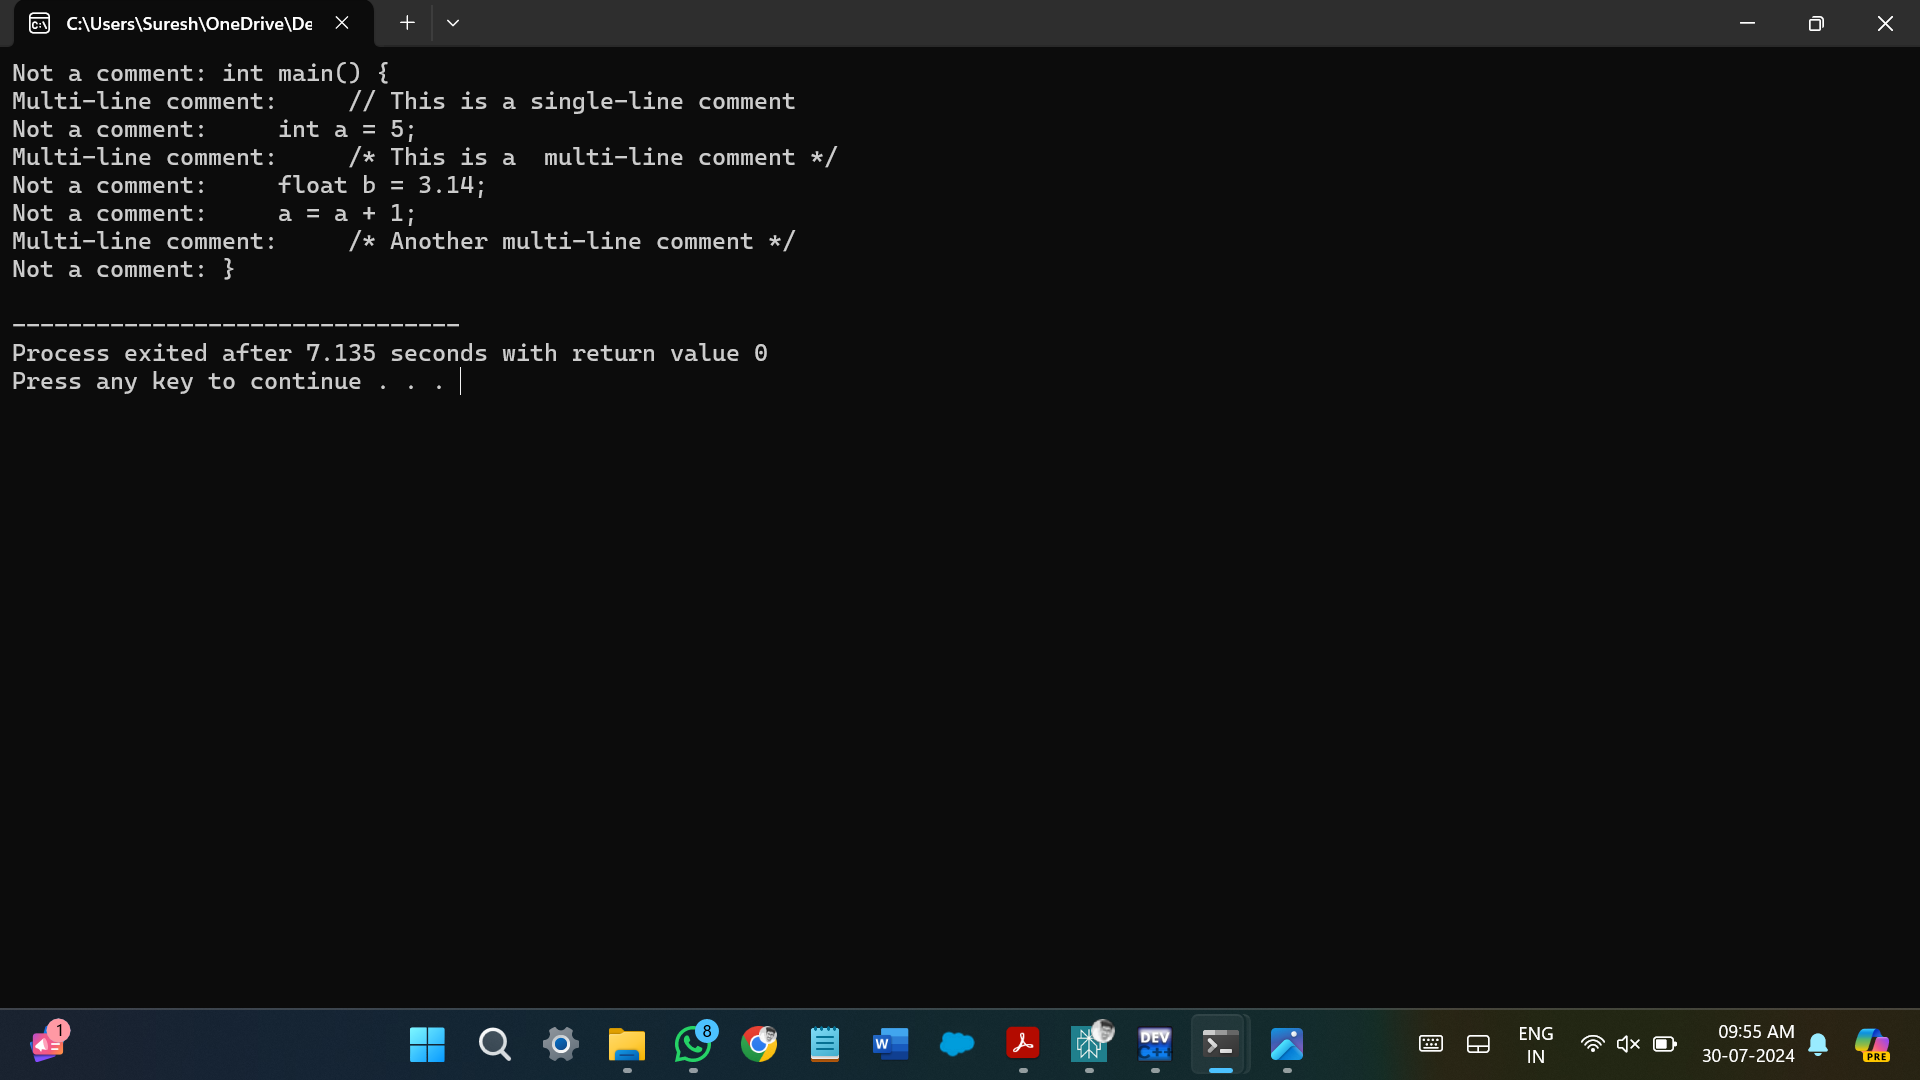 C:\Users\Suresh\OneDrive\De
Not a comment: int main() {
Multi-line comment:     // This is a single-line comment
Not a comment:     int a = 5;
Multi-line comment:     /* This is a  multi-line comment */
Not a comment:     float b = 3.14;
Not a comment:     a = a + 1;
Multi-line comment:     /* Another multi-line comment */
Not a comment: }
--------------------------------
Process exited after 7.135 seconds with return value 0
Press any key to continue . . .
1
8
W
DEV
C++
ENG
IN
09:55 AM
30-07-2024
PRE